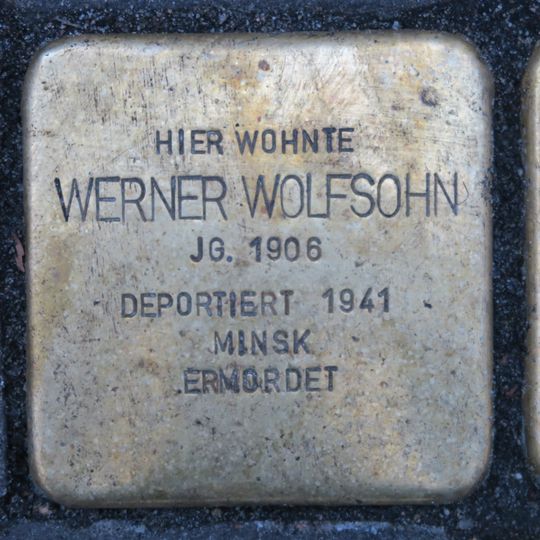 HIER WOHNTE
WERNER WOLFSOHN
JG. 1906
DEPORTIERT 1941
MINSK
ERMORDET